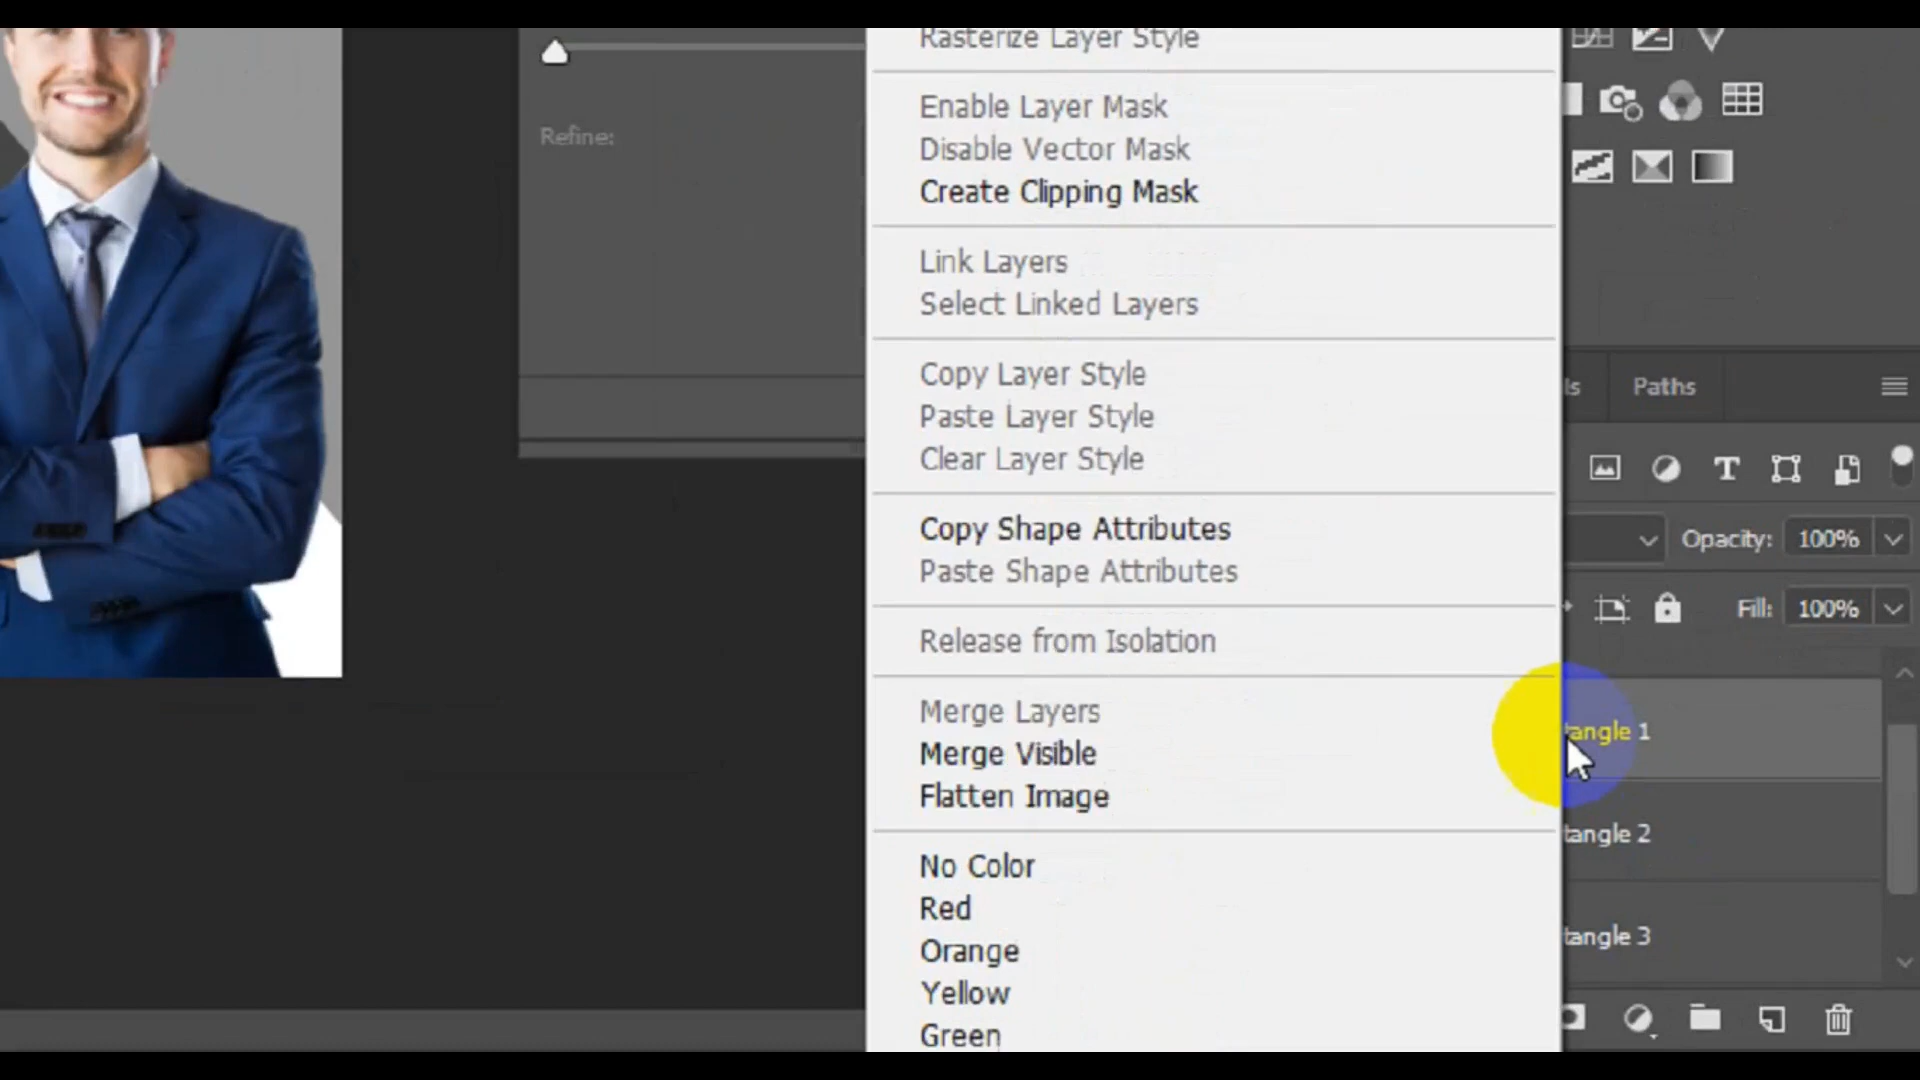 Rasterize Layer Style
Enable Layer Mask
Disable Vector Mask
Create Clipping Mask
Link Layers
Select Linked Layers
Copy Layer Style
Paste Layer Style
Clear Layer Style
Copy Shape Attributes
Paste Shape Attributes
Release from Isolation
Merge Layers
Merge Visible
Flatten Image
No Color
Red
Orange
Yellow
Green
Refine:
ls
Paths
Opacity: 100%
Fill: 100%
tangle 1
tangle 2
tangle 3